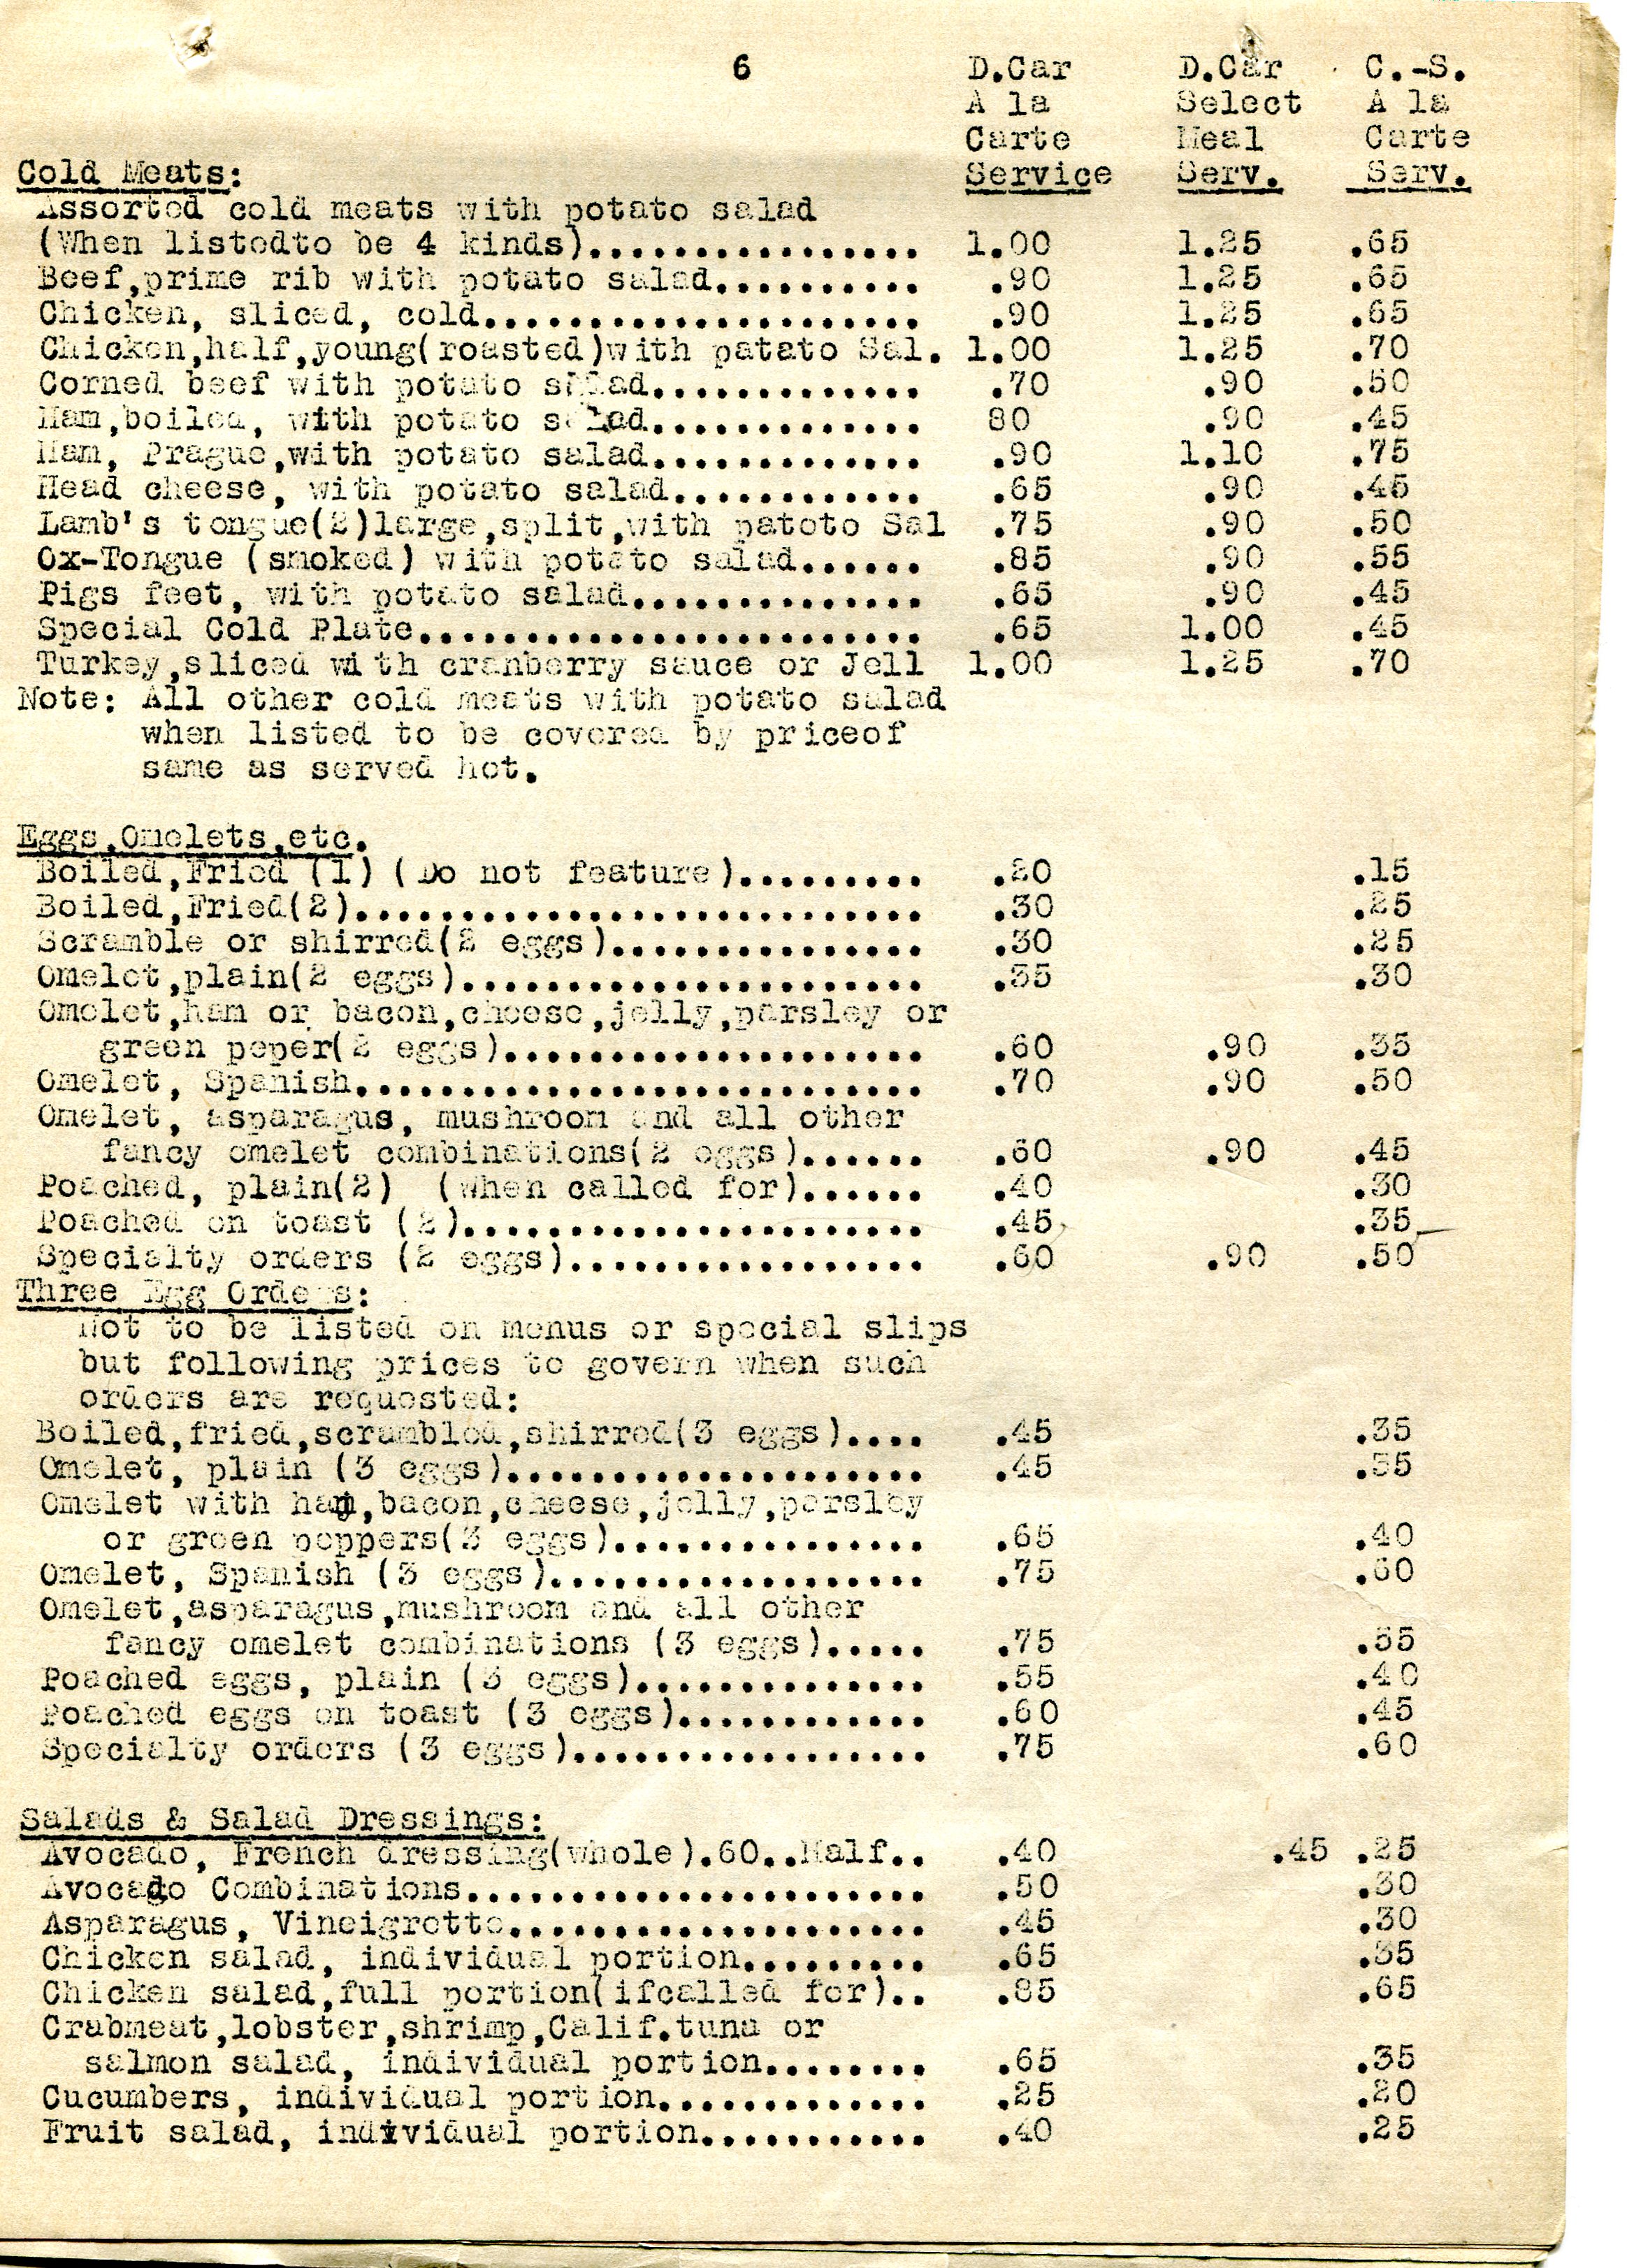 6 D.Car D.Car C.-S.
A la Select A la
Carte Meal Carte
Cold Meats: Service Serv. Serv.
Assorted cold meats with potato salad
(When listedto be 4 kinds)................ 1.00 1.25 .65
Beef,prime rib with potato salad.......... .90 1.25 .65
Chicken, sliced, cold..................... .90 1.25 .65
Chicken,half,young(roasted)with patato Sal. 1.00 1.25 .70
Corned beef with potato salad............. .70 .90 .50
Ham,boiled, with potato salad............. 80 .90 .45
Ham, Prague,with potato salad............. .90 1.10 .75
Head cheese, with potato salad............ .65 .90 .45
Lamb's tongue(2)large,split,with patoto Sal .75 .90 .50
Ox-Tongue (smoked) with potato salad...... .85 .90 .55
Pigs feet, with potato salad.............. .65 .90 .45
Special Cold Plate........................ .65 1.00 .45
Turkey,sliced with cranberry sauce or Jell 1.00 1.25 .70
Note: All other cold meats with potato salad
when listed to be covered by priceof
same as served hot.
Eggs,Omelets,etc.
Boiled,Fried (1) (Do not feature)......... .20 .15
Boiled,Fried(2)........................... .30 .25
Scramble or shirred(2 eggs)............... .30 .25
Omelet,plain(2 eggs)...................... .35 .30
Omelet,ham or bacon,cheese,jelly,parsley or
green peper(2 eggs).................... .60 .90 .35
Omelet, Spanish........................... .70 .90 .50
Omelet, asparagus, mushroom and all other
fancy omelet combinations(2 eggs)...... .60 .90 .45
Poached, plain(2) (when called for)...... .40 .30
Poached on toast (2)...................... .45 .35
Specialty orders (2 eggs)................. .60 .90 .50
Three Egg Orders:
Not to be listed on menus or special slips
but following prices to govern when such
orders are requested:
Boiled,fried,scrambled,shirred(3 eggs).... .45 .35
Omelet, plain (3 eggs).................... .45 .35
Omelet with ham,bacon,cheese,jelly,parsley
or green peppers(3 eggs)............... .65 .40
Omelet, Spanish (3 eggs).................. .75 .60
Omelet,asparagus,mushroom and all other
fancy omelet combinations (3 eggs)..... .75 .55
Poached eggs, plain (3 eggs).............. .55 .40
Poached eggs on toast (3 eggs)............ .60 .45
Specialty orders (3 eggs)................. .75 .60
Salads & Salad Dressings:
Avocado, French dressing(whole).60..Half.. .40 .45 .25
Avocado Combinations...................... .50 .30
Asparagus, Vineigrotte.................... .45 .30
Chicken salad, individual portion......... .65 .35
Chicken salad,full portion(ifcalled for).. .85 .65
Crabmeat,lobster,shrimp,Calif.tuna or
salmon salad, individual portion........ .65 .35
Cucumbers, individual portion............. .25 .20
Fruit salad, individual portion........... .40 .25